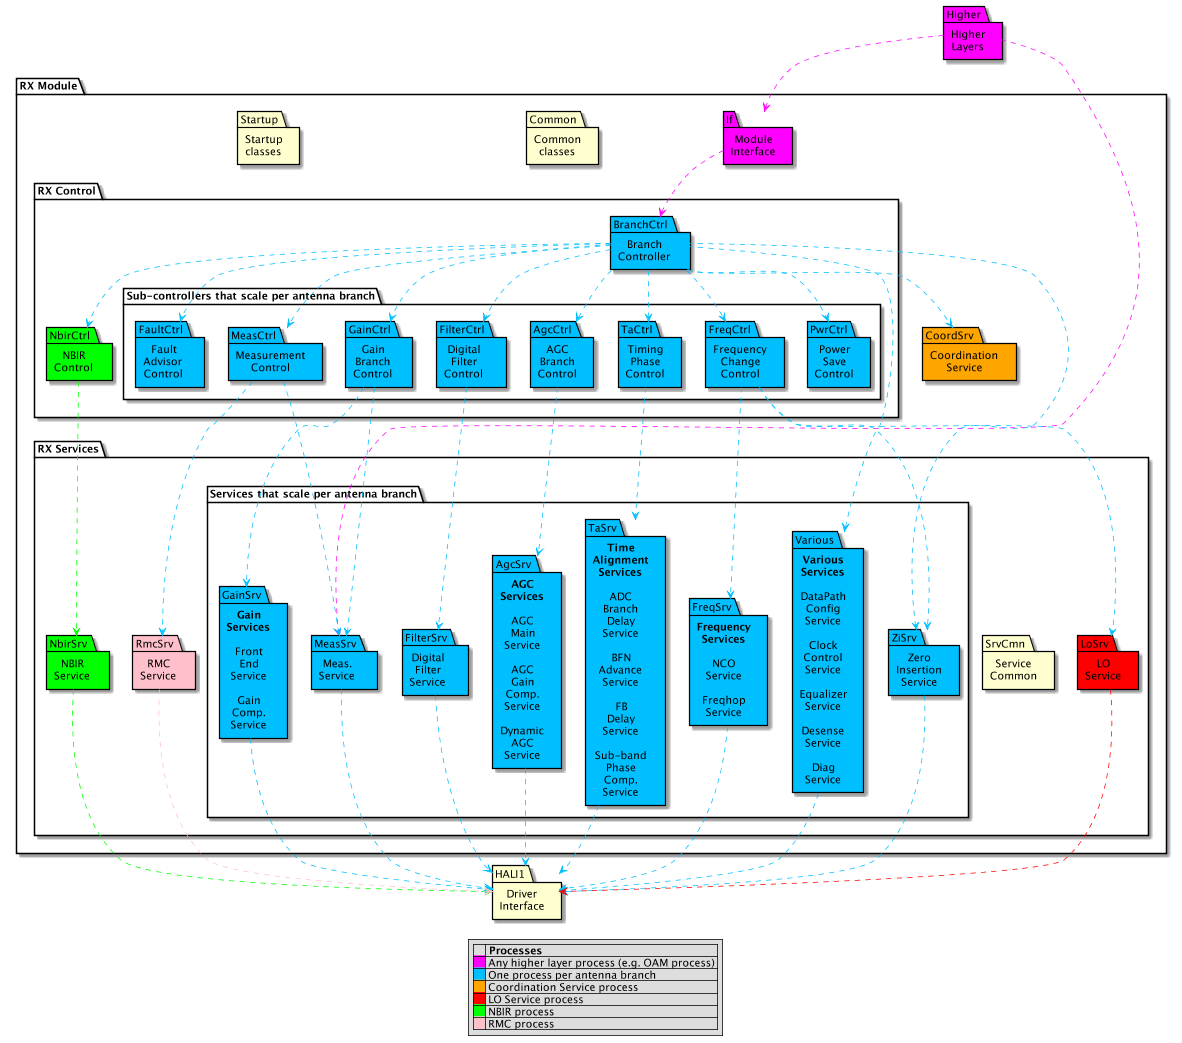 Higher
Higher
Layers
RX Module
Startup
Startup
classes
Common
Common
classes
If
Module
Interface
RX Control
BranchCtrl
Branch
Controller
Sub-controllers that scale per antenna branch
NbirCtrl
NBIR
Control
FaultCtrl
Fault
Advisor
Control
MeasCtrl
Measurement
Control
GainCtrl
Gain
Branch
Control
FilterCtrl
Digital
Filter
Control
AgcCtrl
AGC
Branch
Control
TaCtrl
Timing
Phase
Control
FreqCtrl
Frequency
Change
Control
PwrCtrl
Power
Save
Control
CoordSrv
Coordination
Service
RX Services
Services that scale per antenna branch
NbirSrv
NBIR
Service
RmcSrv
RMC
Service
GainSrv
Gain
Services
Front
End
Service
Gain
Comp.
Service
MeasSrv
Meas.
Service
FilterSrv
Digital
Filter
Service
AgcSrv
AGC
Services
AGC
Main
Service
AGC
Gain
Comp.
Service
Dynamic
AGC
Service
TaSrv
Time
Alignment
Services
ADC
Branch
Delay
Service
BFN
Advance
Service
FB
Delay
Service
Sub-band
Phase
Comp.
Service
FreqSrv
Frequency
Services
NCO
Service
Freqhop
Service
Various
Various
Services
DataPath
Config
Service
Clock
Control
Service
Equalizer
Service
Desense
Service
Diag
Service
ZiSrv
Zero
Insertion
Service
SrvCmn
Service
Common
LoSrv
LO
Service
HALI1
Driver
Interface
Processes
Any higher layer process (e.g. OAM process)
One process per antenna branch
Coordination Service process
LO Service process
NBIR process
RMC process